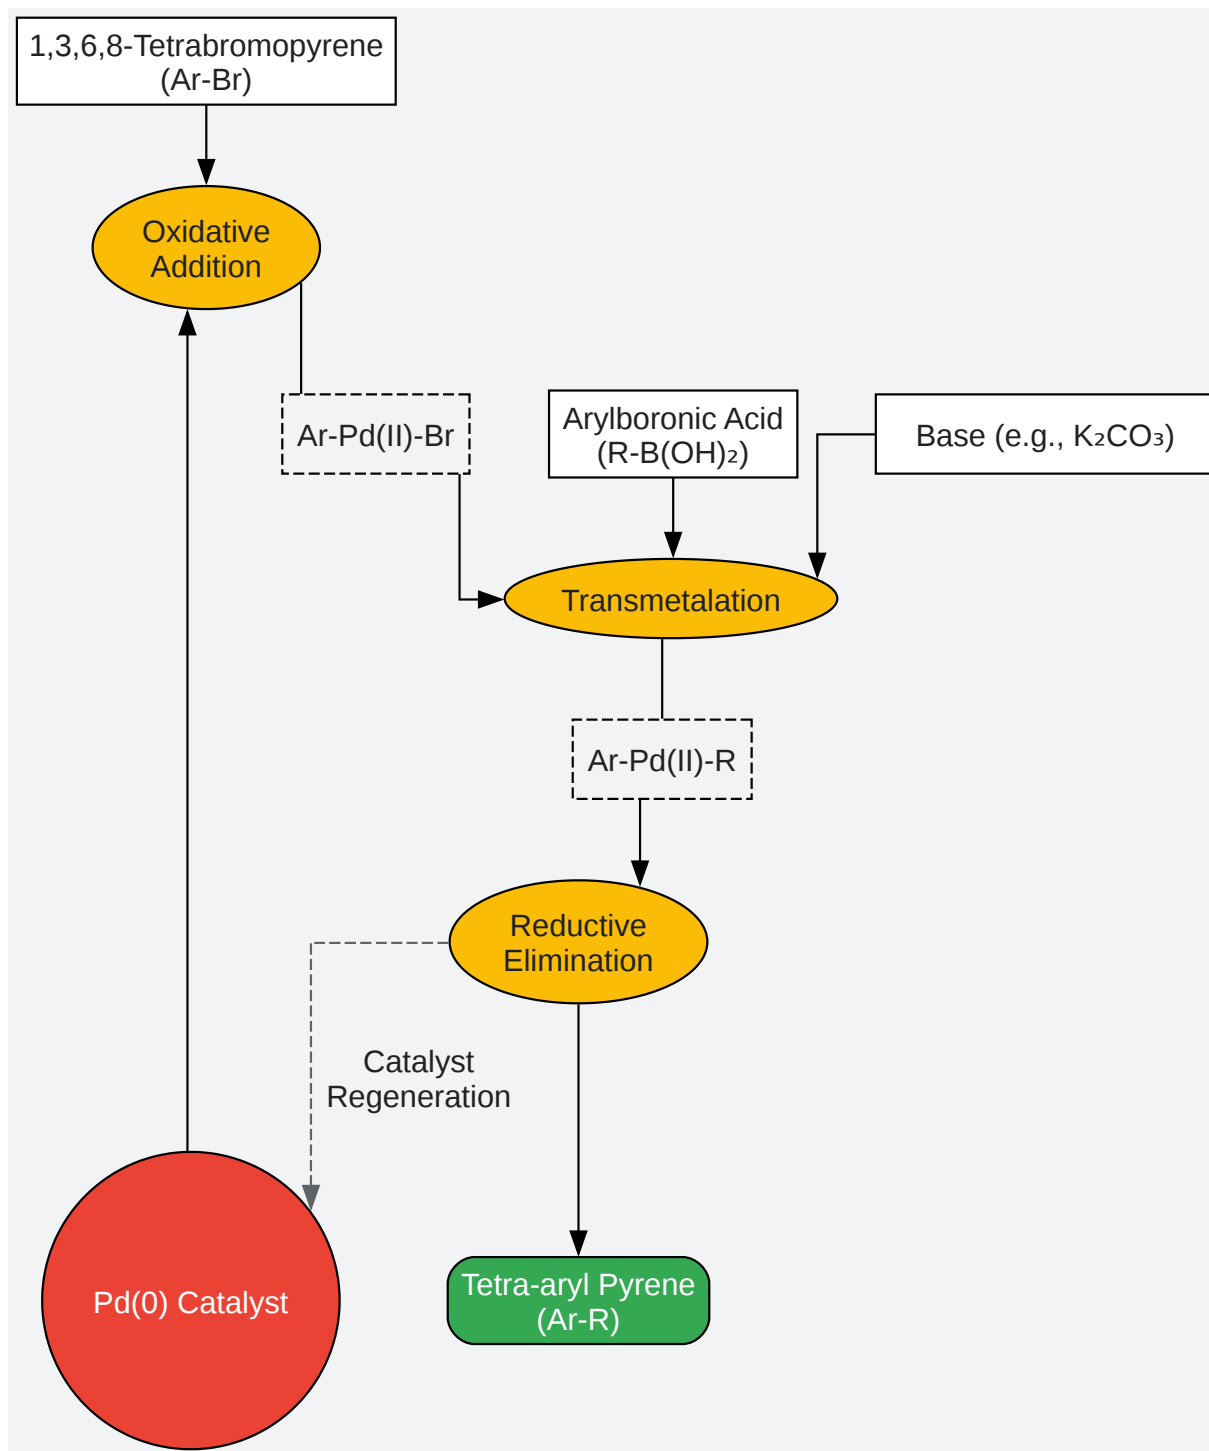 1,3,6,8-Tetrabromopyrene
(Ar-Br)
Oxidative
Addition
Ar-Pd(II)-Br
Arylboronic Acid
(R-B(OH)₂)
Base (e.g., K₂CO₃)
Transmetalation
Ar-Pd(II)-R
Reductive
Elimination
Catalyst
Regeneration
Pd(0) Catalyst
Tetra-aryl Pyrene
(Ar-R)